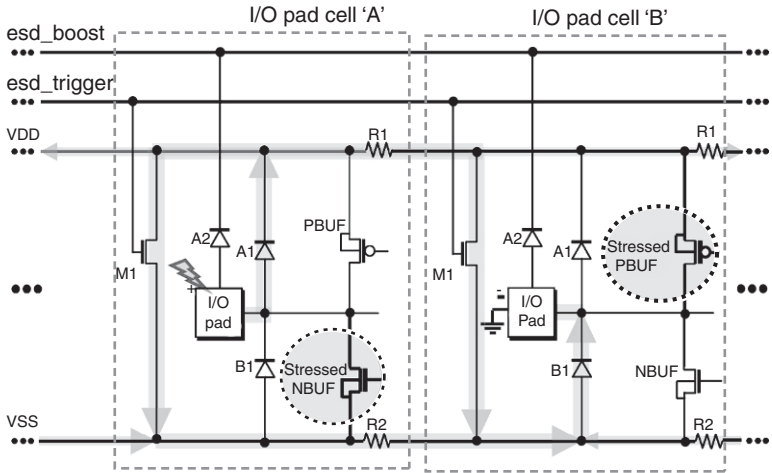 I/O pad cell 'A'
I/O pad cell 'B'
esd_boost
esd_trigger
VDD
R1
R1
M1
A2
A1
PBUF
+
I/O
pad
B1
Stressed
NBUF
M1
A2
A1
Stressed
PBUF
-
I/O
Pad
B1
NBUF
VSS
R2
R2